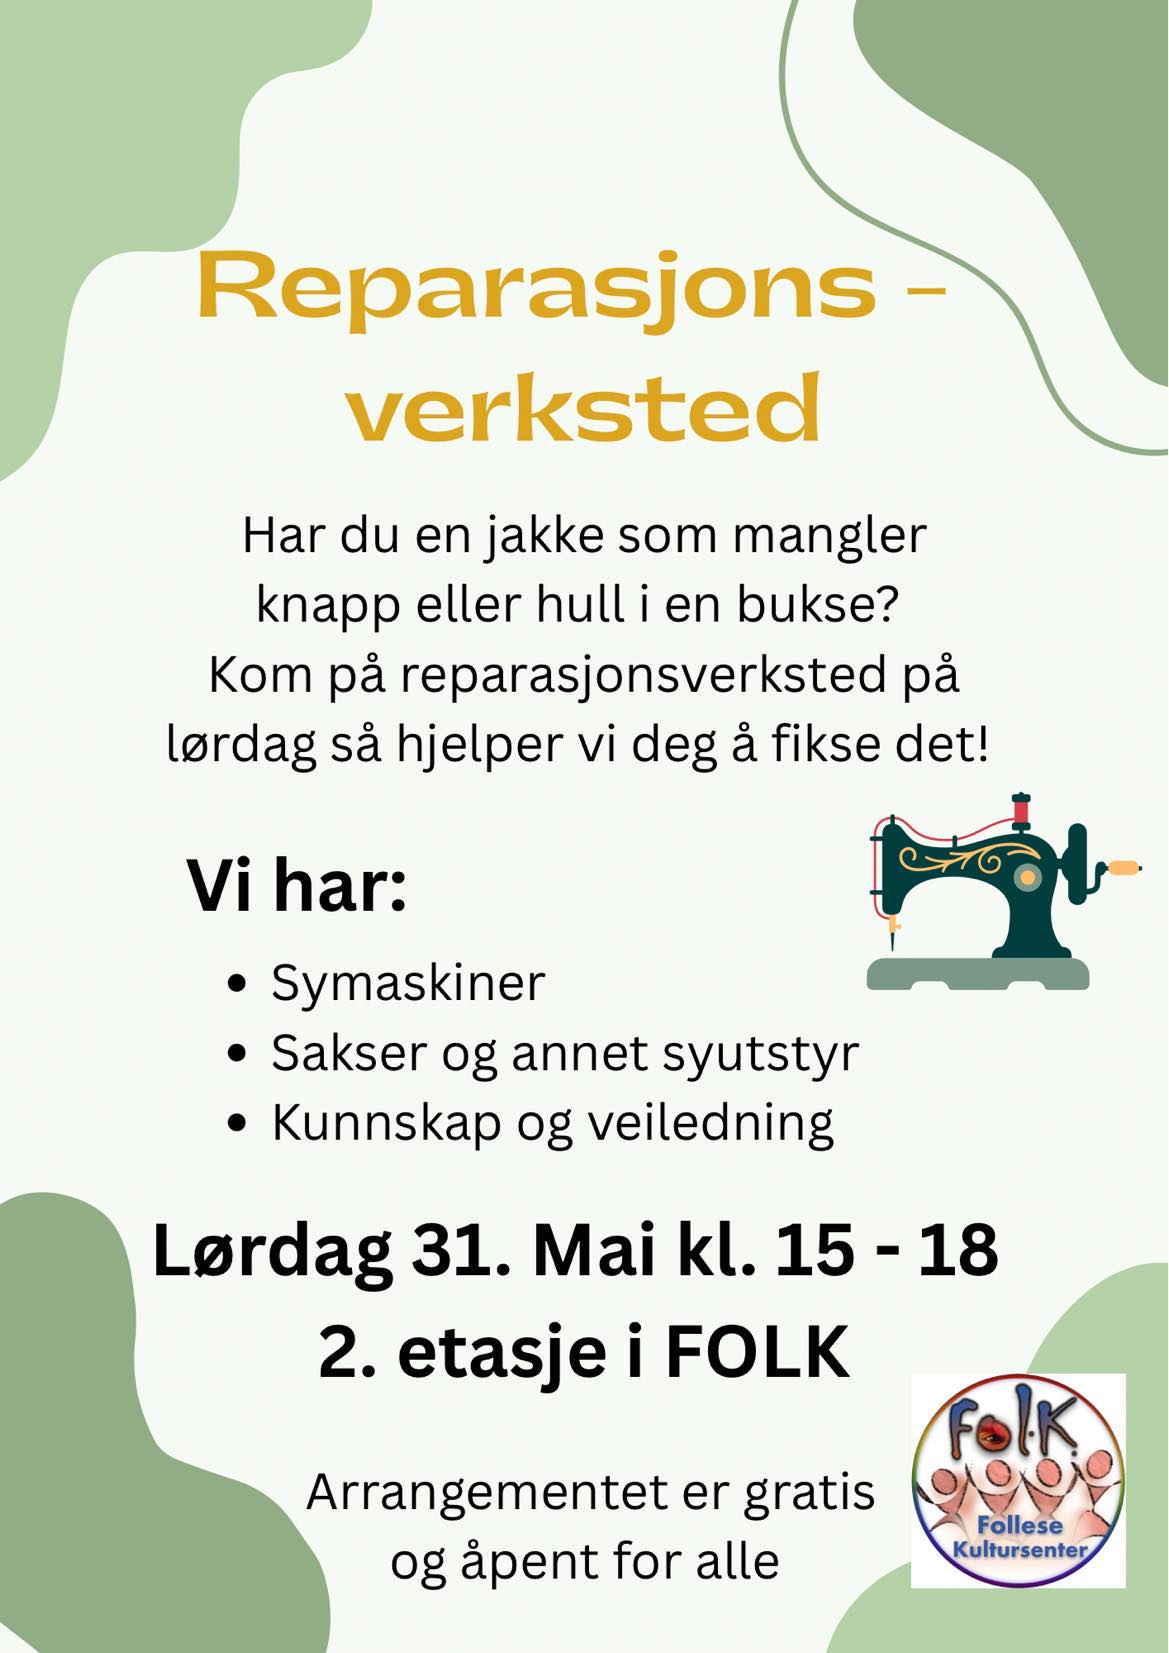 Reparasjons –
verksted
Har du en jakke som mangler
knapp eller hull i en bukse?
Kom på reparasjonsverksted på
lørdag så hjelper vi deg å fikse det!
Vi har:
• Symaskiner
• Sakser og annet syutstyr
• Kunnskap og veiledning
Lørdag 31. Mai kl. 15 - 18
2. etasje i FOLK
Arrangementet er gratis
og åpent for alle
Fol.K.
Follese
Kultursenter